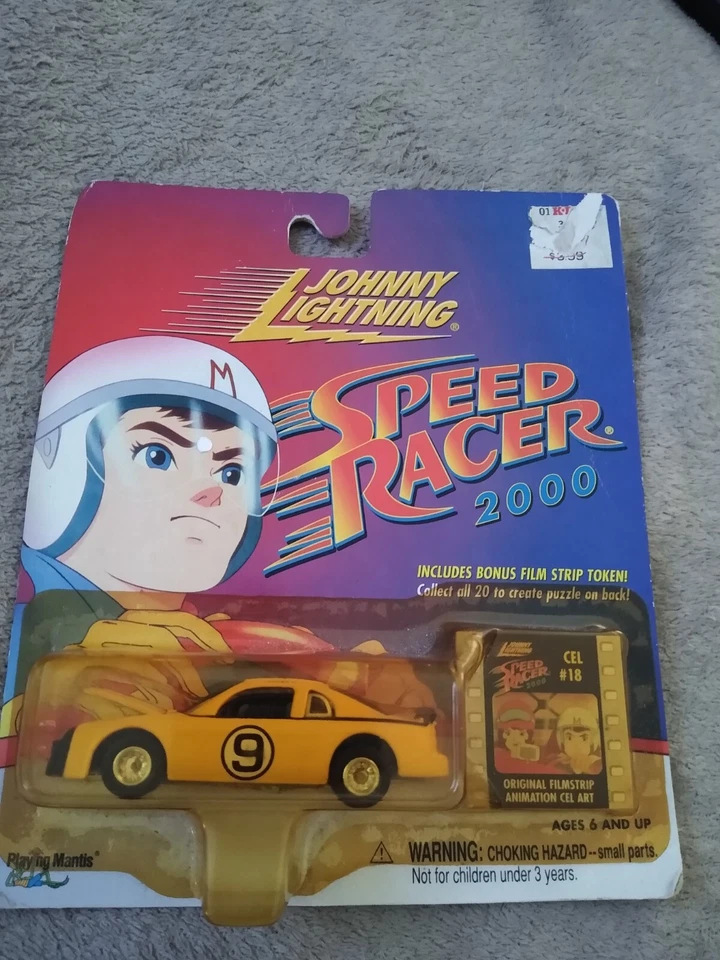 01
JOHNNY
LIGHTNING®
M
SPEED
RACER®
2000
INCLUDES BONUS FILM STRIP TOKEN!
Collect all 20 to create puzzle on back!
JOHNNY
LIGHTNING
SPEED
RACER
2000
CEL
#18
9
ORIGINAL FILMSTRIP
ANIMATION CEL ART
AGES 6 AND UP
Playing Mantis®
WARNING: CHOKING HAZARD--small parts.
Not for children under 3 years.